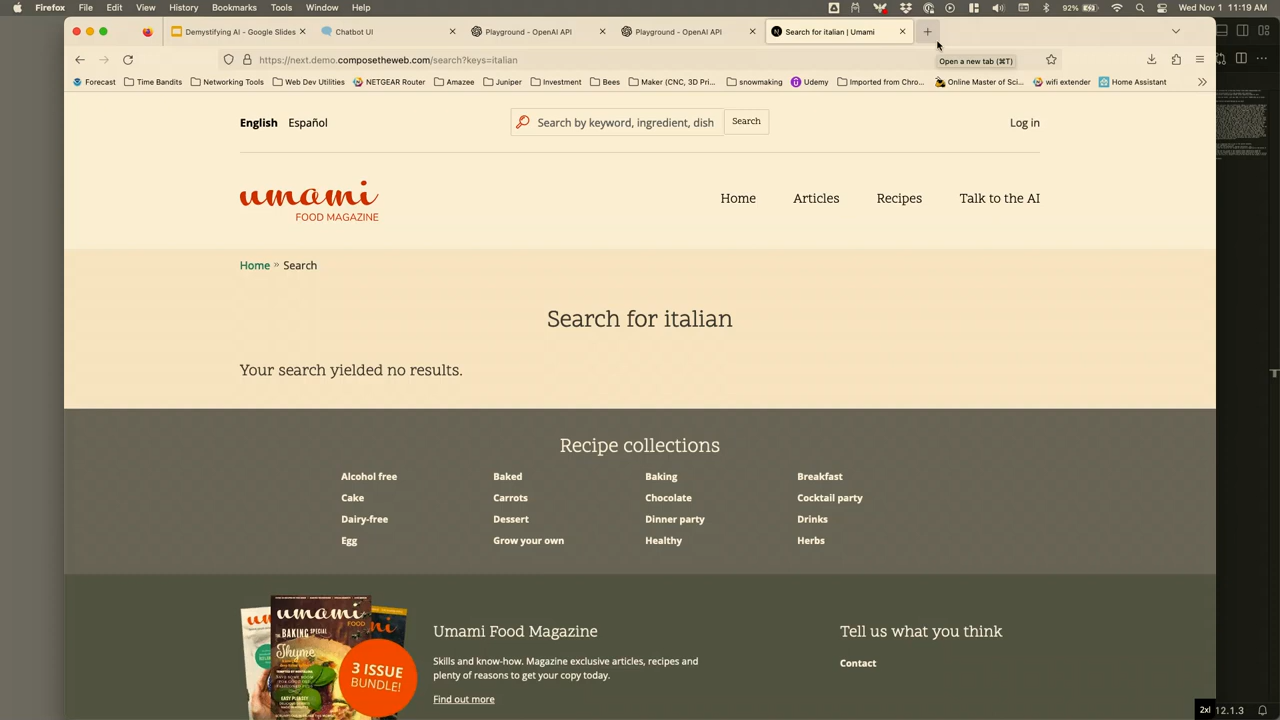 Firefox File Edit View History Bookmarks Tools Window Help 92% Mon 1 Apr 11:19 AM
Demystifying AI - Google Slides Chatbot UI Playground - OpenAI API Playground - OpenAI API Search for italian | Umami
https://next.demo.composetheweb.com/search?keys=italian
Open a new tab (⌘T)
Forecast Time Bandits Networking Tools Web Dev Utilities NETGEAR Router Amazee Juniper Investment Bees Maker (CNC, 3D Pri... snowmaking Udemy Imported from Chro... Online Master of Sci... wifi extender Home Assistant
English Español Search by keyword, ingredient, dish Search Log in
umami
FOOD MAGAZINE
Home Articles Recipes Talk to the AI
Home » Search
Search for italian
Your search yielded no results.
Recipe collections
Alcohol free Baked Baking Breakfast
Cake Carrots Chocolate Cocktail party
Dairy-free Dessert Dinner party Drinks
Egg Grow your own Healthy Herbs
umami
FOOD
BAKING SPECIAL
Thyme
3 ISSUE
BUNDLE!
Umami Food Magazine
Skills and know-how. Magazine exclusive articles, recipes and
plenty of reasons to get your copy today.
Find out more
Tell us what you think
Contact
2xl 12.1.3